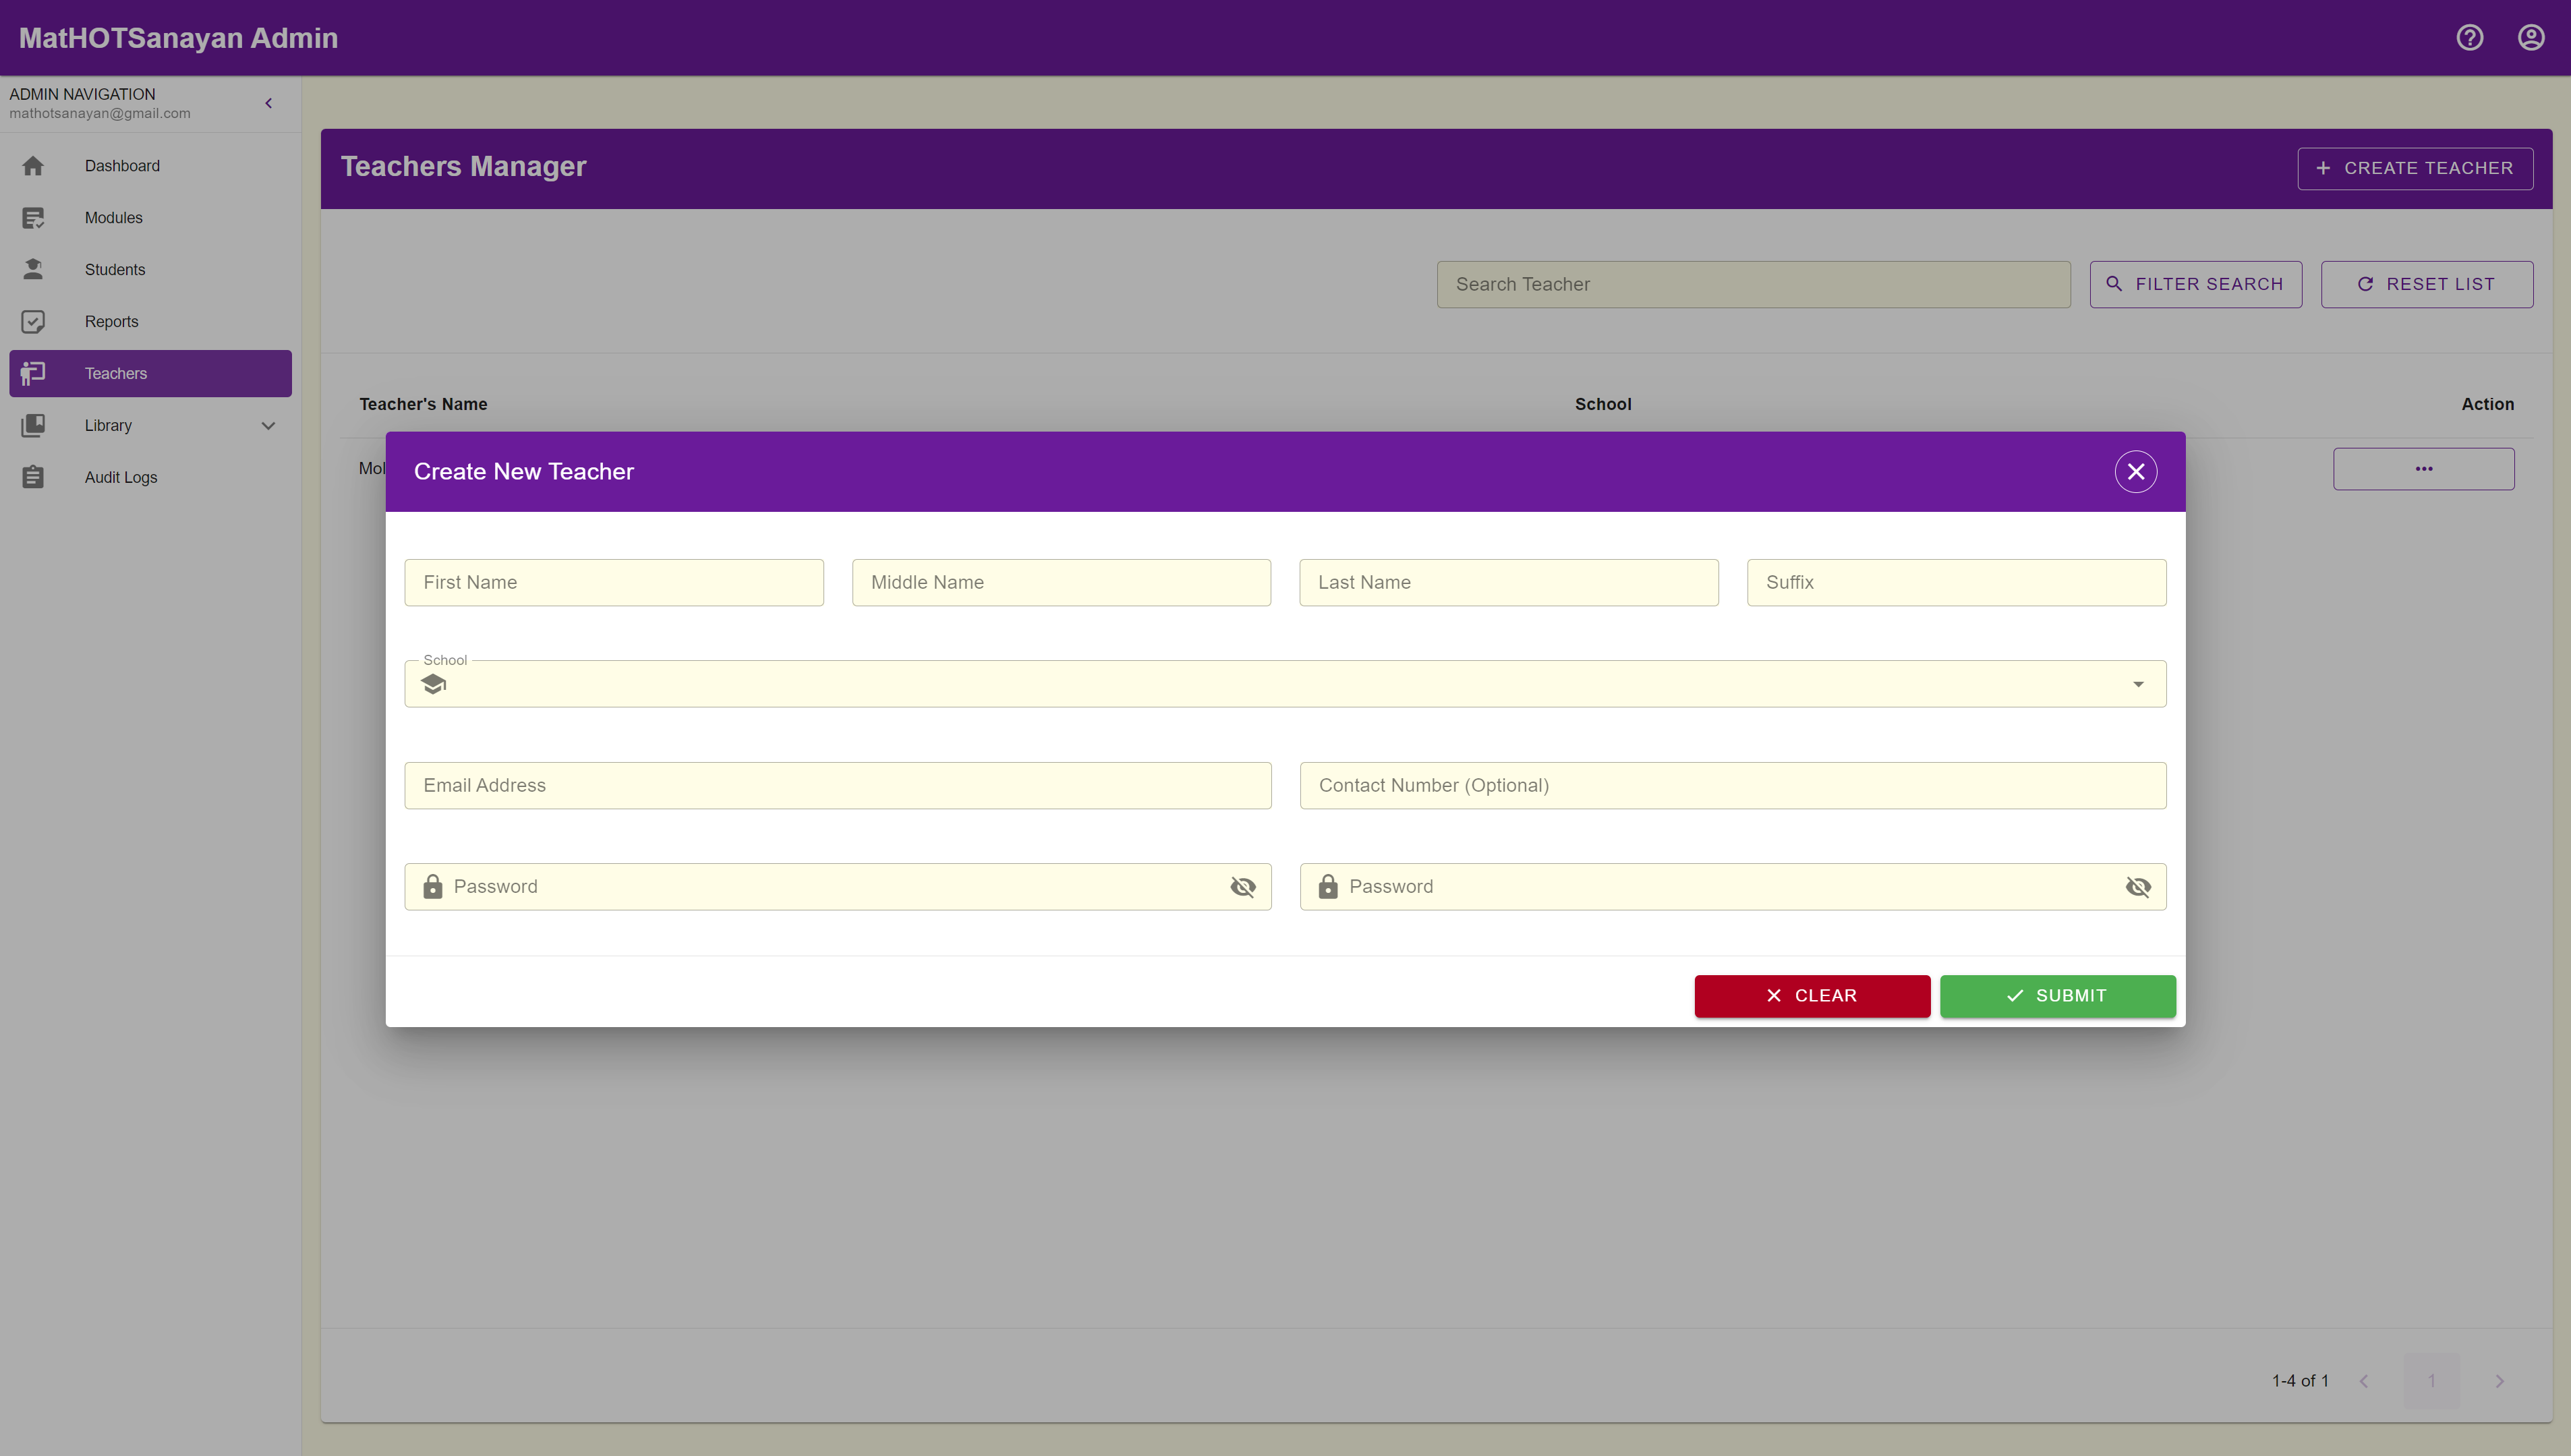 MatHOTSanayan Admin
ADMIN NAVIGATION
mathotsanayan@gmail.com
Dashboard
Modules
Students
Reports
Teachers
Library
Audit Logs
Teachers Manager
CREATE TEACHER
Search Teacher
FILTER SEARCH
RESET LIST
Teacher's Name
School
Action
Create New Teacher
First Name
Middle Name
Last Name
Suffix
School
Email Address
Contact Number (Optional)
Password
Password
CLEAR
SUBMIT
1-4 of 1
1